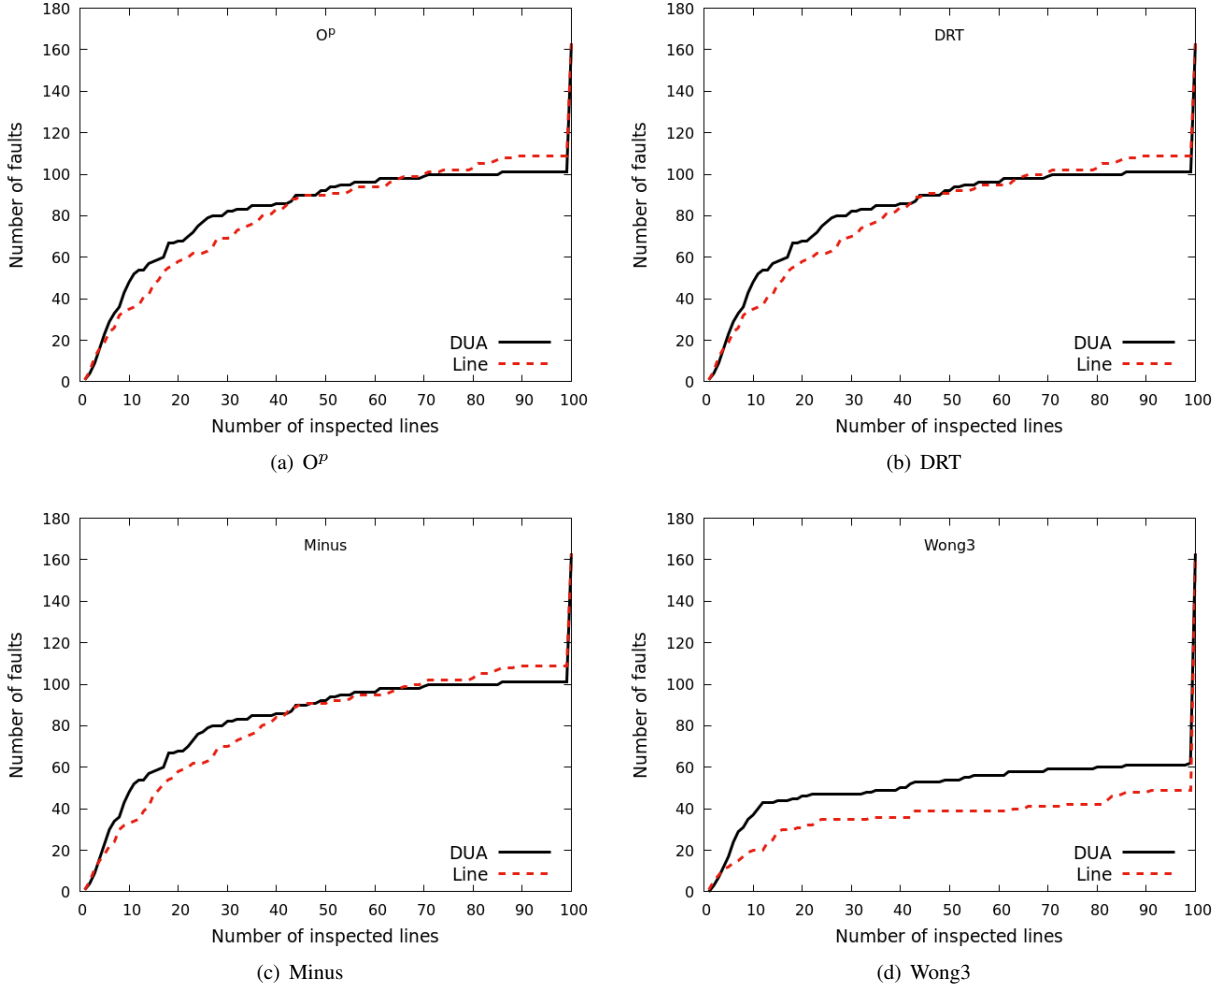 Oᵖ
Number of faults
180
160
140
120
100
80
60
40
20
0
DUA
Line
0 10 20 30 40 50 60 70 80 90 100
Number of inspected lines
(a) Oᵖ
DRT
Number of faults
180
160
140
120
100
80
60
40
20
0
DUA
Line
0 10 20 30 40 50 60 70 80 90 100
Number of inspected lines
(b) DRT
Minus
Number of faults
180
160
140
120
100
80
60
40
20
0
DUA
Line
0 10 20 30 40 50 60 70 80 90 100
Number of inspected lines
(c) Minus
Wong3
Number of faults
180
160
140
120
100
80
60
40
20
0
DUA
Line
0 10 20 30 40 50 60 70 80 90 100
Number of inspected lines
(d) Wong3